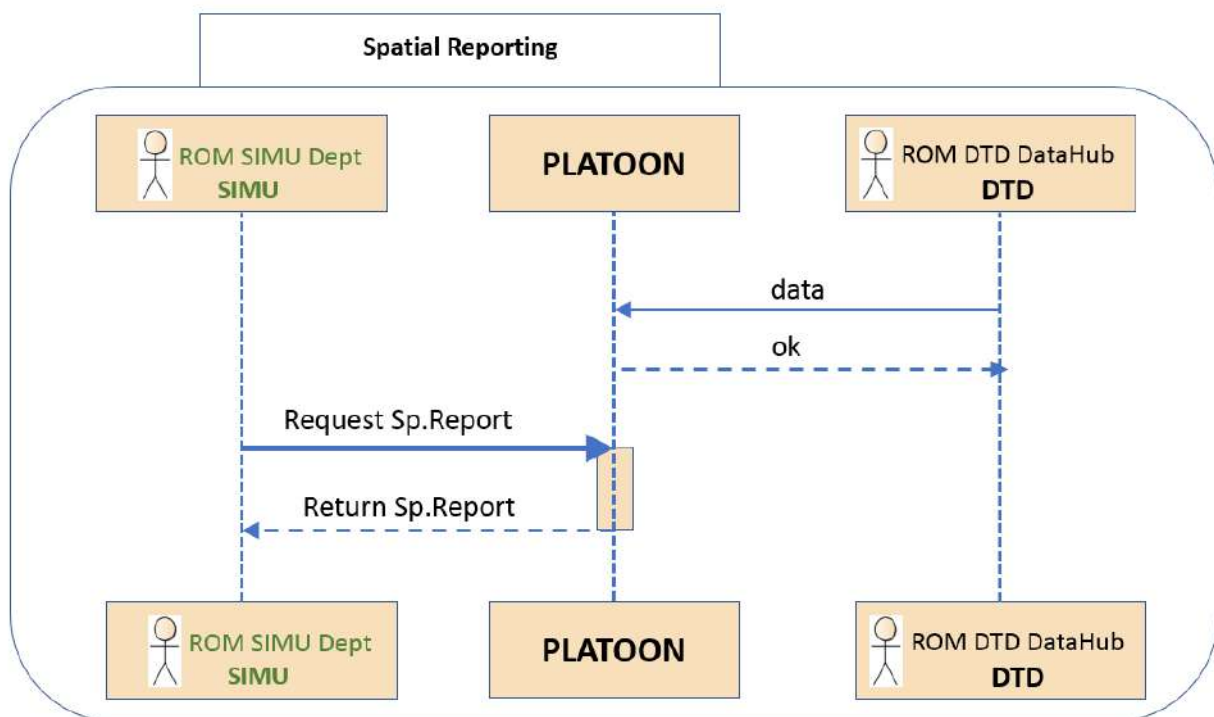 Spatial Reporting
ROM SIMU Dept
SIMU
PLATOON
ROM DTD DataHub
DTD
data
ok
Request Sp.Report
Return Sp.Report
ROM SIMU Dept
SIMU
PLATOON
ROM DTD DataHub
DTD